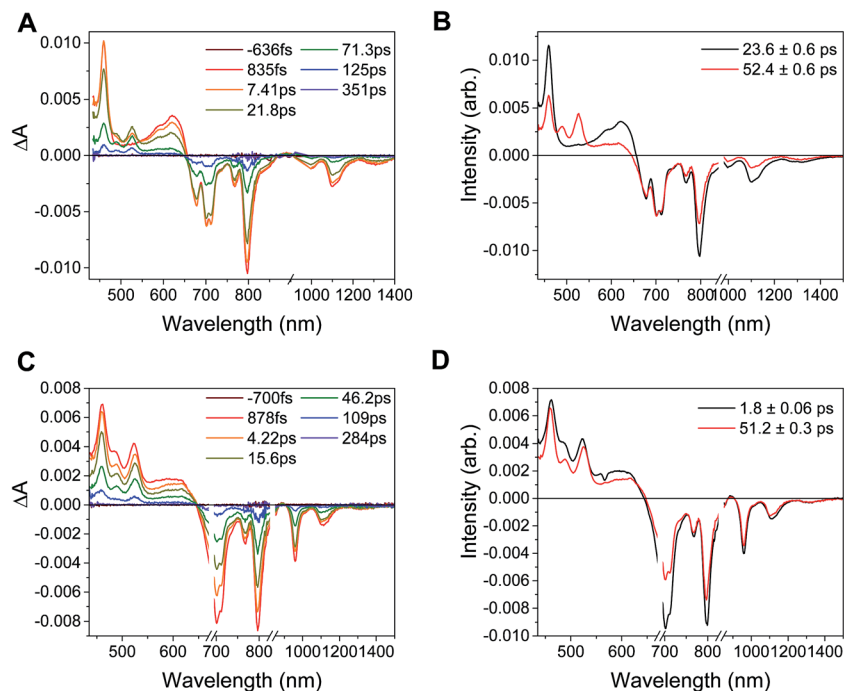 A
0.010
0.005
0.000
-0.005
-0.010
ΔA
-636fs
835fs
7.41ps
21.8ps
71.3ps
125ps
351ps
500 600 700 800 1000 1200 1400
Wavelength (nm)
B
0.010
0.005
0.000
-0.005
-0.010
Intensity (arb.)
23.6 ± 0.6 ps
52.4 ± 0.6 ps
500 600 700 800 1000 1200 1400
Wavelength (nm)
C
0.008
0.006
0.004
0.002
0.000
-0.002
-0.004
-0.006
-0.008
ΔA
-700fs
878fs
4.22ps
15.6ps
46.2ps
109ps
284ps
500 600 700 800 1000 1200 1400
Wavelength (nm)
D
0.008
0.006
0.004
0.002
0.000
-0.002
-0.004
-0.006
-0.008
-0.010
Intensity (arb.)
1.8 ± 0.06 ps
51.2 ± 0.3 ps
500 600 700 800 1000 1200 1400
Wavelength (nm)